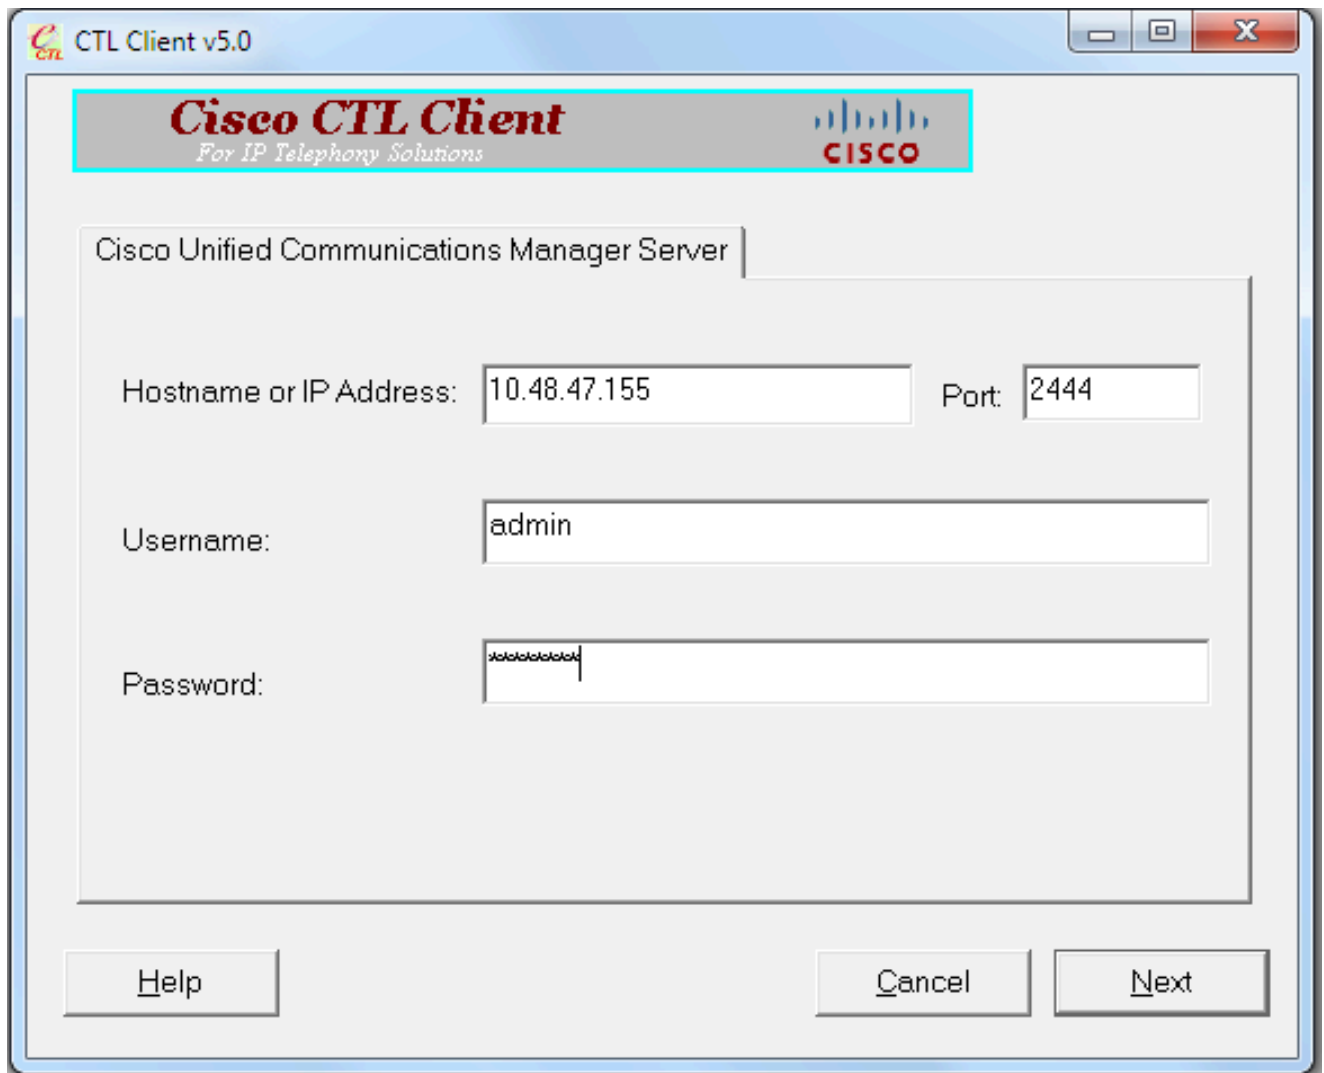 CTL Client v5.0
Cisco CTL Client
For IP Telephony Solutions
CISCO
Cisco Unified Communications Manager Server
Hostname or IP Address: 10.48.47.155 Port: 2444
Username: admin
Password: *********
Help Cancel Next